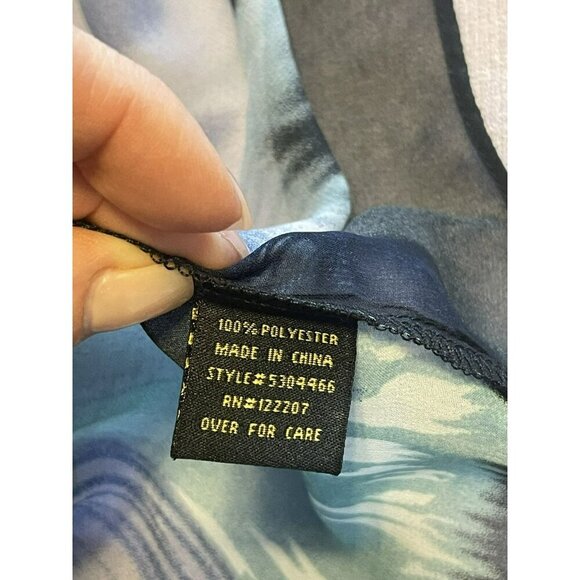 100% POLYESTER
MADE IN CHINA
STYLE# 5304466
RN# 122207
OVER FOR CARE